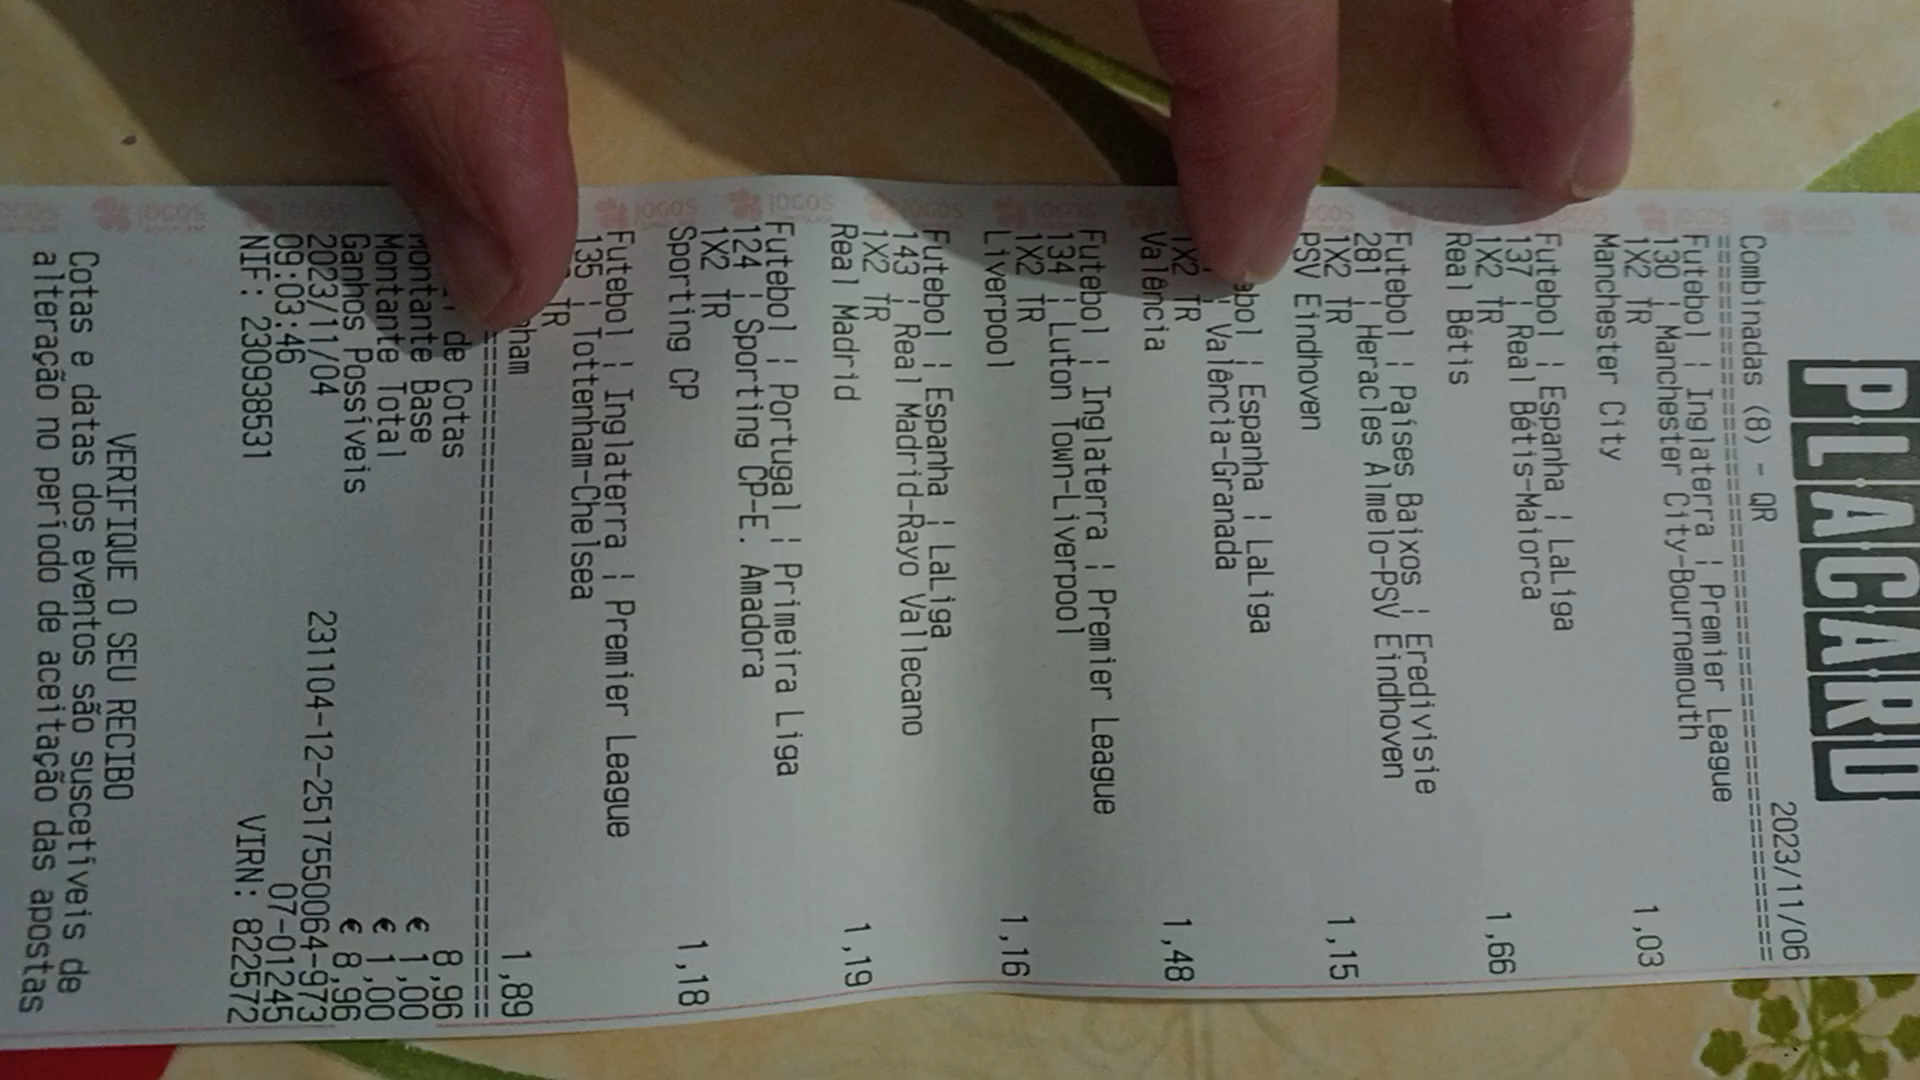 PLACARD
2023/11/06
Combinadas (8) - QR
================================
Futebol ¦ Inglaterra ¦ Premier League
130 ¦ Manchester City-Bournemouth
1X2 TR
Manchester City 1,03
Futebol ¦ Espanha ¦ LaLiga
137 ¦ Real Bétis-Maiorca
1X2 TR
Real Bétis 1,66
Futebol ¦ Países Baixos ¦ Eredivisie
281 ¦ Heracles Almelo-PSV Eindhoven
1X2 TR
PSV Eindhoven 1,15
¦ Espanha ¦ LaLiga
¦ Valência-Granada
1X2 TR
Valência 1,48
Futebol ¦ Inglaterra ¦ Premier League
134 ¦ Luton Town-Liverpool
1X2 TR
Liverpool 1,16
Futebol ¦ Espanha ¦ LaLiga
143 ¦ Real Madrid-Rayo Vallecano
1X2 TR
Real Madrid 1,19
Futebol ¦ Portugal ¦ Primeira Liga
124 ¦ Sporting CP-E. Amadora
1X2 TR
Sporting CP 1,18
Futebol ¦ Inglaterra ¦ Premier League
135 ¦ Tottenham-Chelsea
TR
1,89
================================
de Cotas 8,96
Montante Base € 1,00
Montante Total € 1,00
Ganhos Possíveis € 8,96
2023/11/04 231104-12-2517550064-973
09:03:46 07-01245
NIF: 230938531 VIRN: 822572
VERIFIQUE O SEU RECIBO
Cotas e datas dos eventos são suscetíveis de
alteração no período de aceitação das apostas